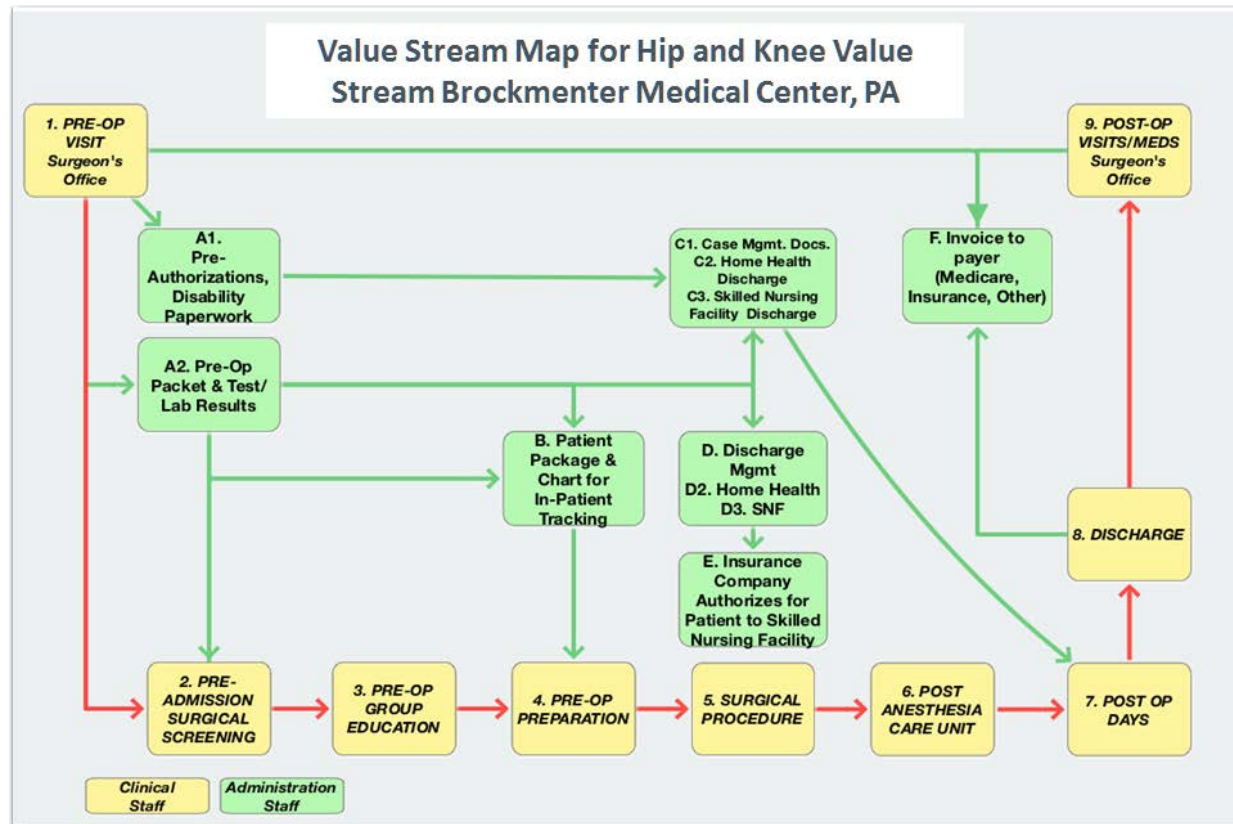 Value Stream Map for Hip and Knee Value
Stream Brockmenter Medical Center, PA
1. PRE-OP
VISIT
Surgeon's
Office
9. POST-OP
VISITS/MEDS
Surgeon's
Office
A1.
Pre-
Authorizations,
Disability
Paperwork
C1. Case Mgmt. Docs.
C2. Home Health
Discharge
C3. Skilled Nursing
Facility Discharge
F. Invoice to
payer
(Medicare,
Insurance, Other)
A2. Pre-Op
Packet & Test/
Lab Results
B. Patient
Package &
Chart for
In-Patient
Tracking
D. Discharge
Mgmt
D2. Home Health
D3. SNF
8. DISCHARGE
E. Insurance
Company
Authorizes for
Patient to Skilled
Nursing Facility
2. PRE-
ADMISSION
SURGICAL
SCREENING
3. PRE-OP
GROUP
EDUCATION
4. PRE-OP
PREPARATION
5. SURGICAL
PROCEDURE
6. POST
ANESTHESIA
CARE UNIT
7. POST OP
DAYS
Clinical
Staff
Administration
Staff